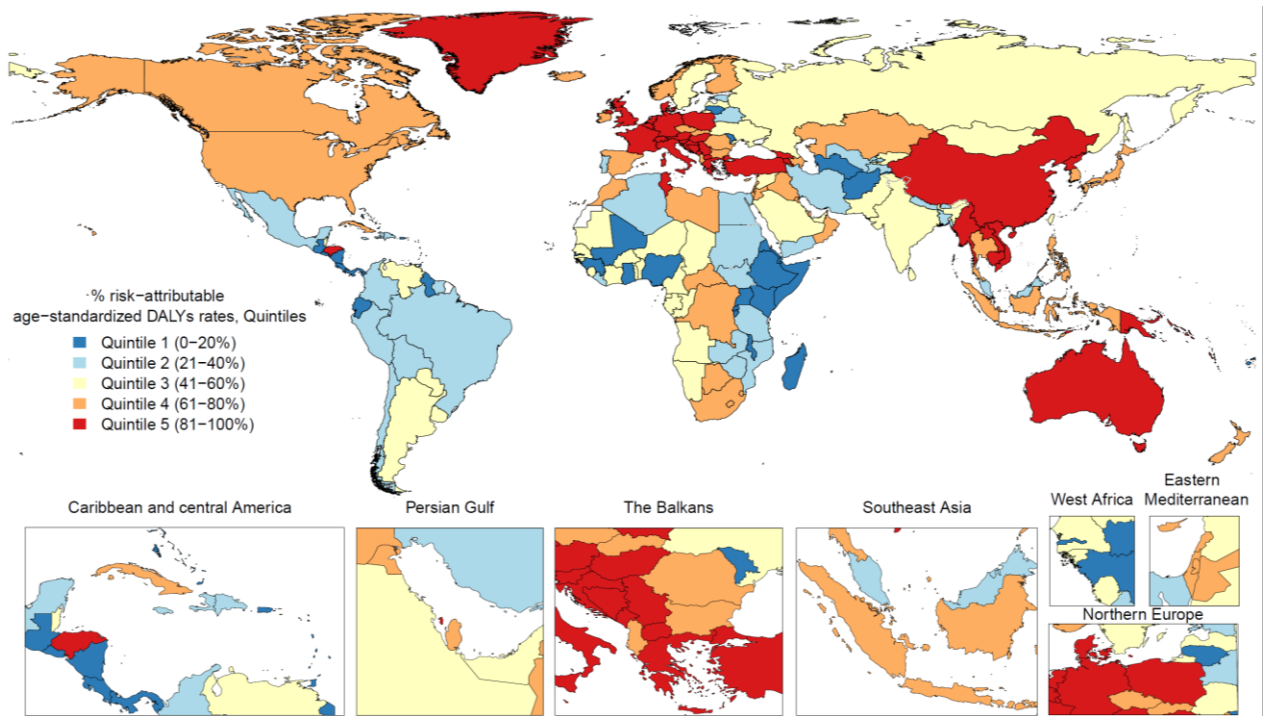 % risk−attributable
age−standardized DALYs rates, Quintiles
Quintile 1 (0−20%)
Quintile 2 (21−40%)
Quintile 3 (41−60%)
Quintile 4 (61−80%)
Quintile 5 (81−100%)
Caribbean and central America
Persian Gulf
The Balkans
Southeast Asia
West Africa
Eastern
Mediterranean
Northern Europe